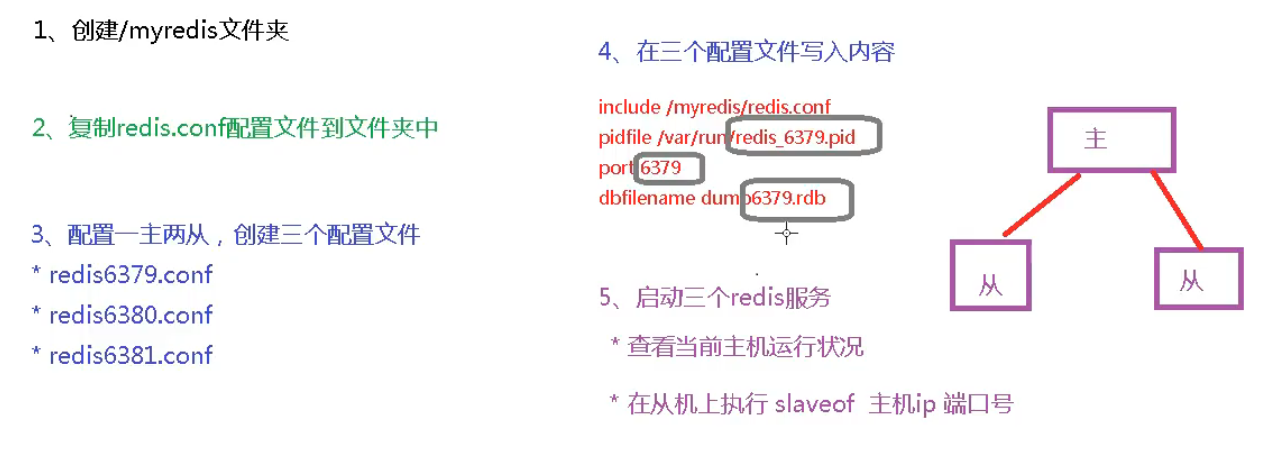 1、创建/myredis文件夹
2、复制redis.conf配置文件到文件夹中
3、配置一主两从，创建三个配置文件
* redis6379.conf
* redis6380.conf
* redis6381.conf
4、在三个配置文件写入内容
include /myredis/redis.conf
pidfile /var/run/redis_6379.pid
port 6379
dbfilename dump6379.rdb
5、启动三个redis服务
* 查看当前主机运行状况
* 在从机上执行 slaveof 主机ip 端口号
主
从
从